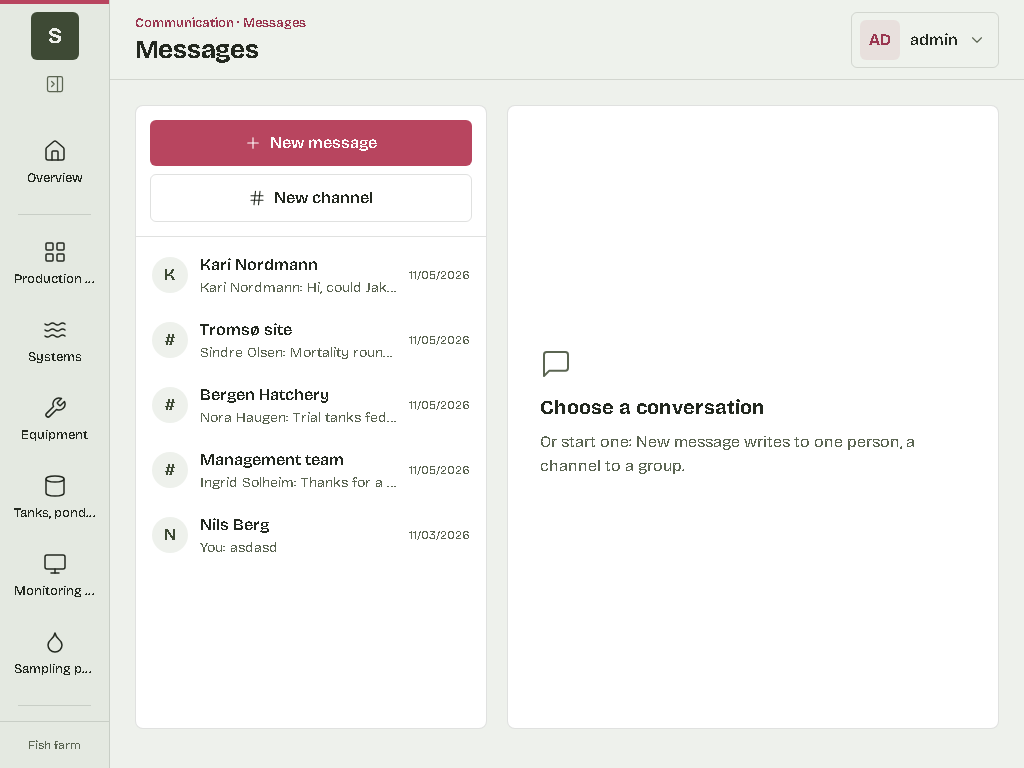 S
Overview
Production ...
Systems
Equipment
Tanks, pond...
Monitoring ...
Sampling p...
Fish farm
Communication · Messages
Messages
AD admin
New message
New channel
K
Kari Nordmann
Kari Nordmann: Hi, could Jak...
11/05/2026
#
Tromsø site
Sindre Olsen: Mortality roun...
11/05/2026
#
Bergen Hatchery
Nora Haugen: Trial tanks fed...
11/05/2026
#
Management team
Ingrid Solheim: Thanks for a ...
11/05/2026
N
Nils Berg
You: asdasd
11/03/2026
Choose a conversation
Or start one: New message writes to one person, a
channel to a group.